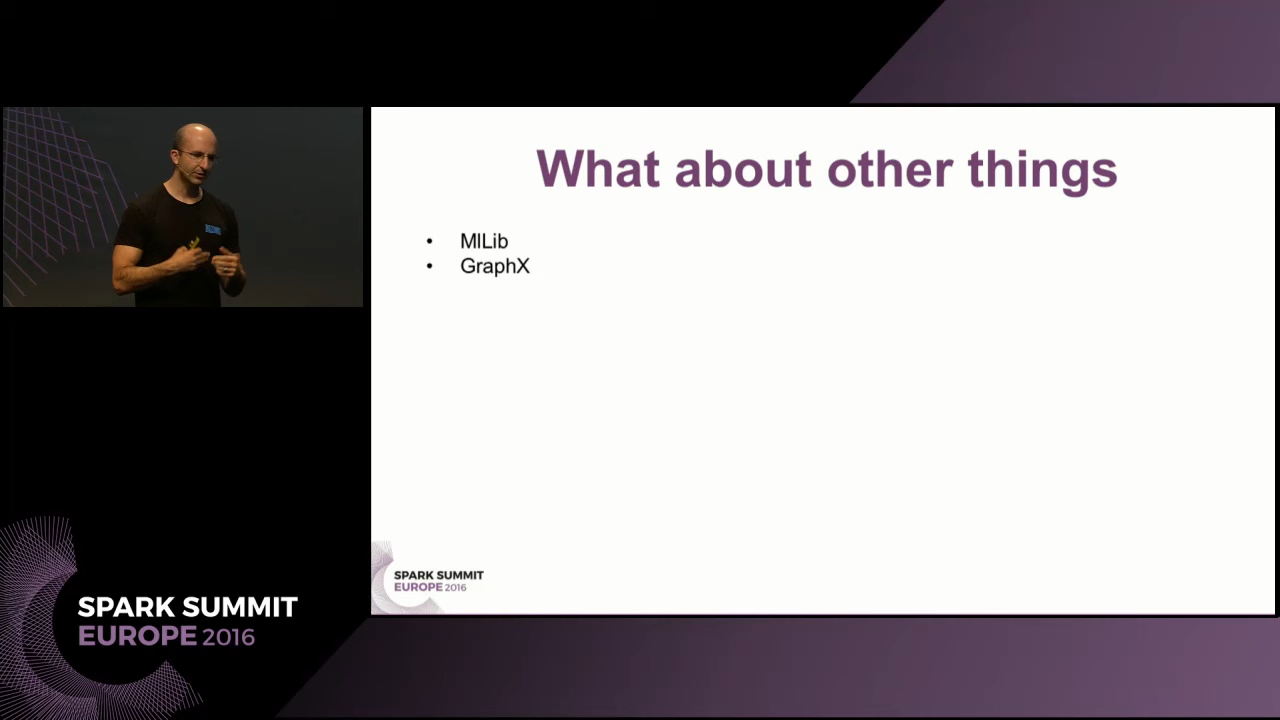 What about other things
• MlLib
• GraphX
SPARK SUMMIT
EUROPE 2016
SPARK SUMMIT
EUROPE 2016